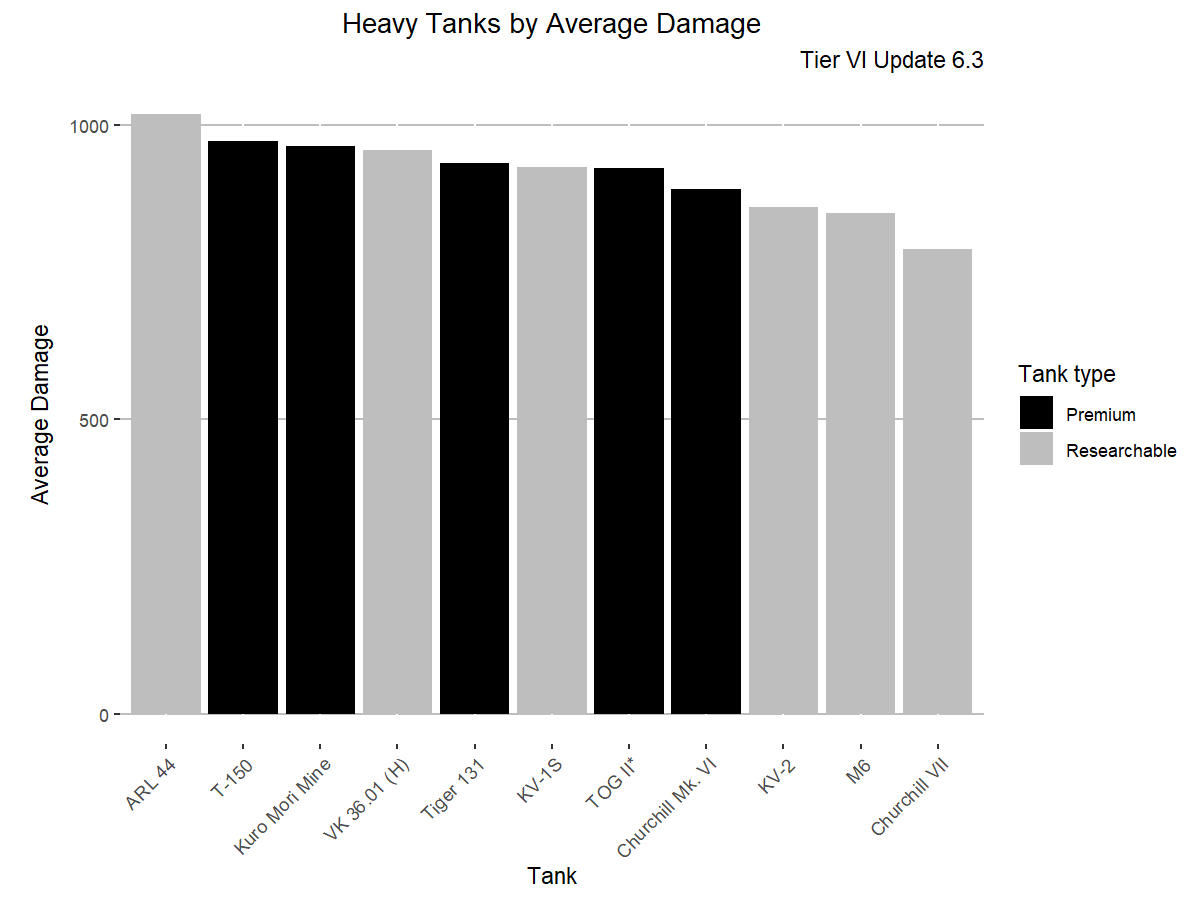 Heavy Tanks by Average Damage
Tier VI Update 6.3
1000
500
0
Average Damage
ARL 44
T-150
Kuro Mori Mine
VK 36.01 (H)
Tiger 131
KV-1S
TOG II*
Churchill Mk. VI
KV-2
M6
Churchill VII
Tank
Tank type
Premium
Researchable